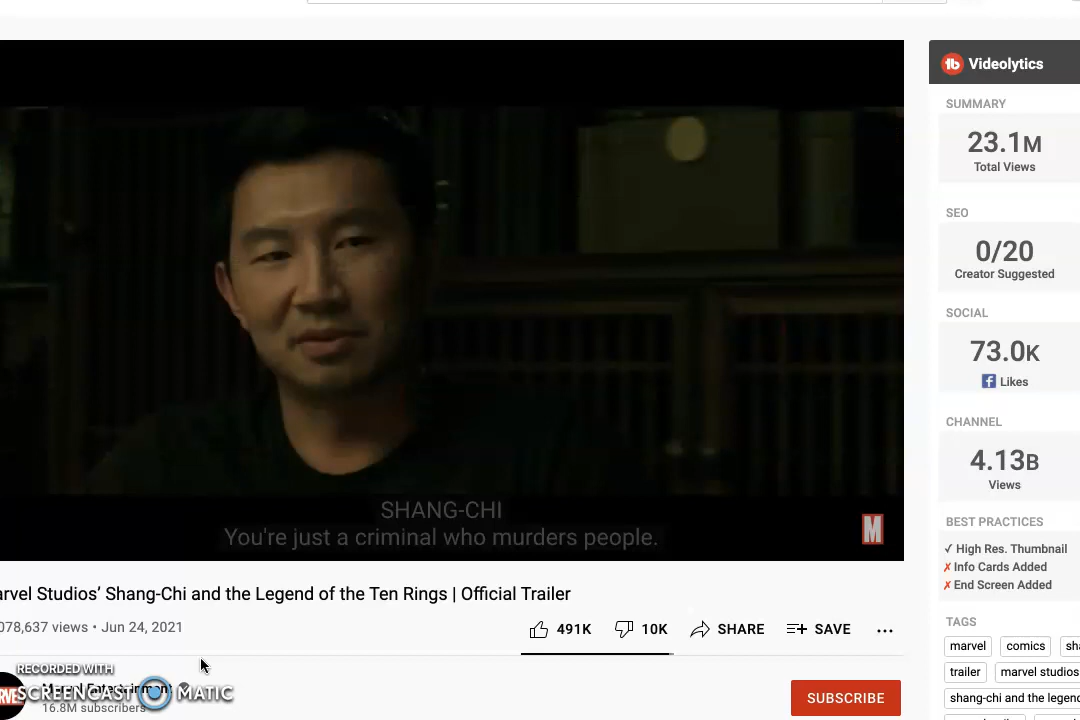 Videolytics
SUMMARY
23.1M
Total Views
SEO
0/20
Creator Suggested
SOCIAL
73.0K
Likes
CHANNEL
4.13B
Views
BEST PRACTICES
✓ High Res. Thumbnail
✗ Info Cards Added
✗ End Screen Added
TAGS
marvel comics sha
trailer marvel studios
shang-chi and the legend
SHANG-CHI
You're just a criminal who murders people.
M
arvel Studios’ Shang-Chi and the Legend of the Ten Rings | Official Trailer
078,637 views • Jun 24, 2021
491K 10K SHARE SAVE ...
RECORDED WITH
SCREENCAST MATIC
Marvel Entertainment
16.8M subscribers
SUBSCRIBE